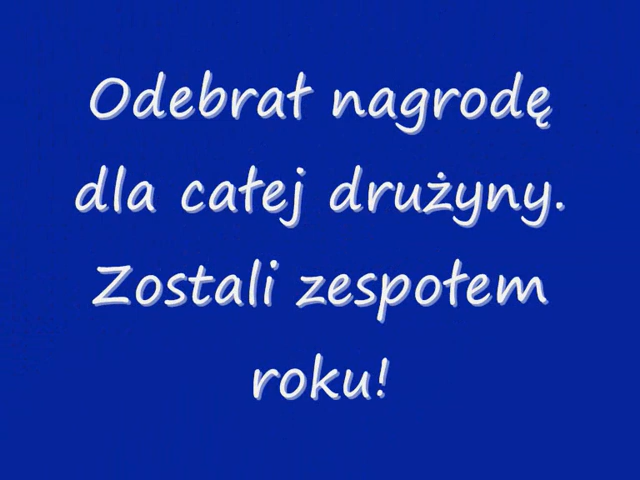 Odebrał nagrodę
dla całej drużyny.
Zostali zespołem
roku!